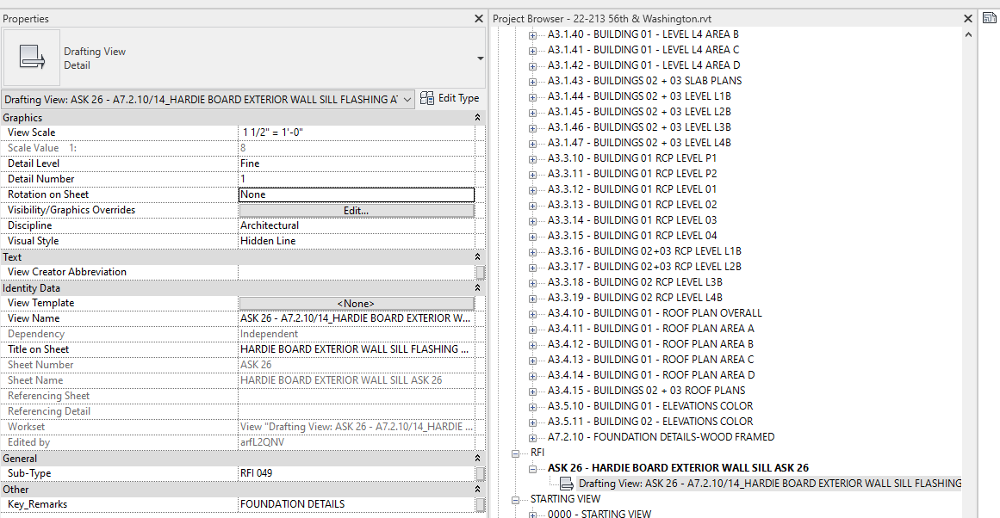 Properties
Drafting View
Detail
Drafting View: ASK 26 - A7.2.10/14_HARDIE BOARD EXTERIOR WALL SILL FLASHING A
Edit Type
Graphics
View Scale 1 1/2" = 1'-0"
Scale Value 1: 8
Detail Level Fine
Detail Number 1
Rotation on Sheet None
Visibility/Graphics Overrides Edit...
Discipline Architectural
Visual Style Hidden Line
Text
View Creator Abbreviation
Identity Data
View Template <None>
View Name ASK 26 - A7.2.10/14_HARDIE BOARD EXTERIOR W...
Dependency Independent
Title on Sheet HARDIE BOARD EXTERIOR WALL SILL FLASHING ...
Sheet Number ASK 26
Sheet Name HARDIE BOARD EXTERIOR WALL SILL ASK 26
Referencing Sheet
Referencing Detail
Workset View "Drafting View: ASK 26 - A7.2.10/14_HARDIE ...
Edited by arfL2QNV
General
Sub-Type RFI 049
Other
Key_Remarks FOUNDATION DETAILS
Project Browser - 22-213 56th & Washington.rvt
A3.1.40 - BUILDING 01 - LEVEL L4 AREA B
A3.1.41 - BUILDING 01 - LEVEL L4 AREA C
A3.1.42 - BUILDING 01 - LEVEL L4 AREA D
A3.1.43 - BUILDINGS 02 + 03 SLAB PLANS
A3.1.44 - BUILDINGS 02 + 03 LEVEL L1B
A3.1.45 - BUILDINGS 02 + 03 LEVEL L2B
A3.1.46 - BUILDINGS 02 + 03 LEVEL L3B
A3.1.47 - BUILDINGS 02 + 03 LEVEL L4B
A3.3.10 - BUILDING 01 RCP LEVEL P1
A3.3.11 - BUILDING 01 RCP LEVEL P2
A3.3.12 - BUILDING 01 RCP LEVEL 01
A3.3.13 - BUILDING 01 RCP LEVEL 02
A3.3.14 - BUILDING 01 RCP LEVEL 03
A3.3.15 - BUILDING 01 RCP LEVEL 04
A3.3.16 - BUILDING 02+03 RCP LEVEL L1B
A3.3.17 - BUILDING 02+03 RCP LEVEL L2B
A3.3.18 - BUILDING 02 RCP LEVEL L3B
A3.3.19 - BUILDING 02 RCP LEVEL L4B
A3.4.10 - BUILDING 01 - ROOF PLAN OVERALL
A3.4.11 - BUILDING 01 - ROOF PLAN AREA A
A3.4.12 - BUILDING 01 - ROOF PLAN AREA B
A3.4.13 - BUILDING 01 - ROOF PLAN AREA C
A3.4.14 - BUILDING 01 - ROOF PLAN AREA D
A3.4.15 - BUILDINGS 02 + 03 ROOF PLANS
A3.5.10 - BUILDING 01 - ELEVATIONS COLOR
A3.5.11 - BUILDING 02 - ELEVATIONS COLOR
A7.2.10 - FOUNDATION DETAILS-WOOD FRAMED
RFI
ASK 26 - HARDIE BOARD EXTERIOR WALL SILL ASK 26
Drafting View: ASK 26 - A7.2.10/14_HARDIE BOARD EXTERIOR WALL SILL FLASHING
STARTING VIEW
0000 - STARTING VIEW